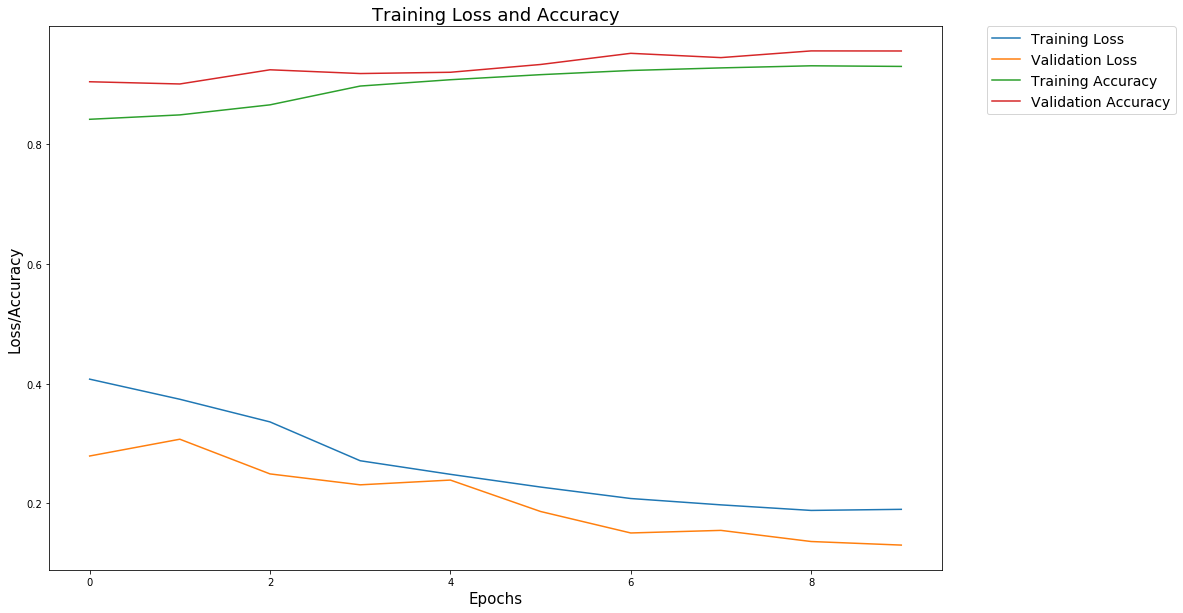 Training Loss and Accuracy
Training Loss
Validation Loss
Training Accuracy
Validation Accuracy
0.8
0.6
0.4
0.2
Loss/Accuracy
0 2 4 6 8
Epochs